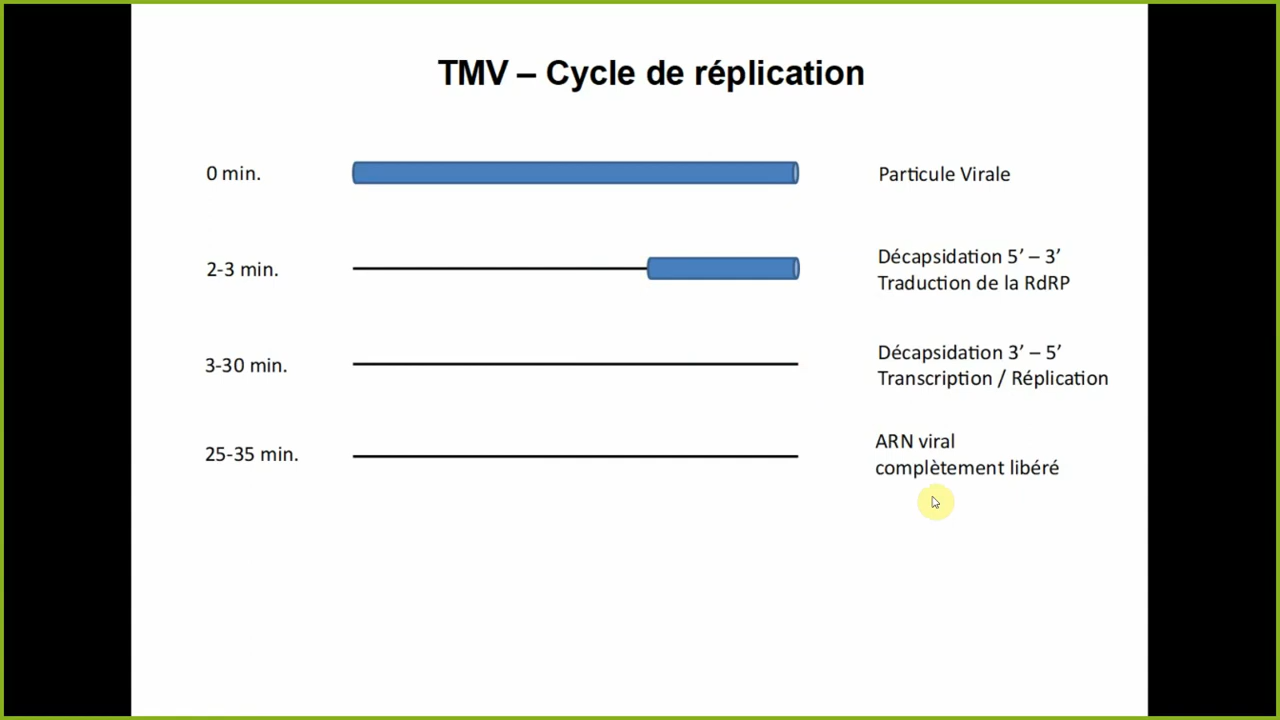 TMV – Cycle de réplication
0 min.
Particule Virale
2-3 min.
Décapsidation 5’ – 3’
Traduction de la RdRP
3-30 min.
Décapsidation 3’ – 5’
Transcription / Réplication
25-35 min.
ARN viral
complètement libéré